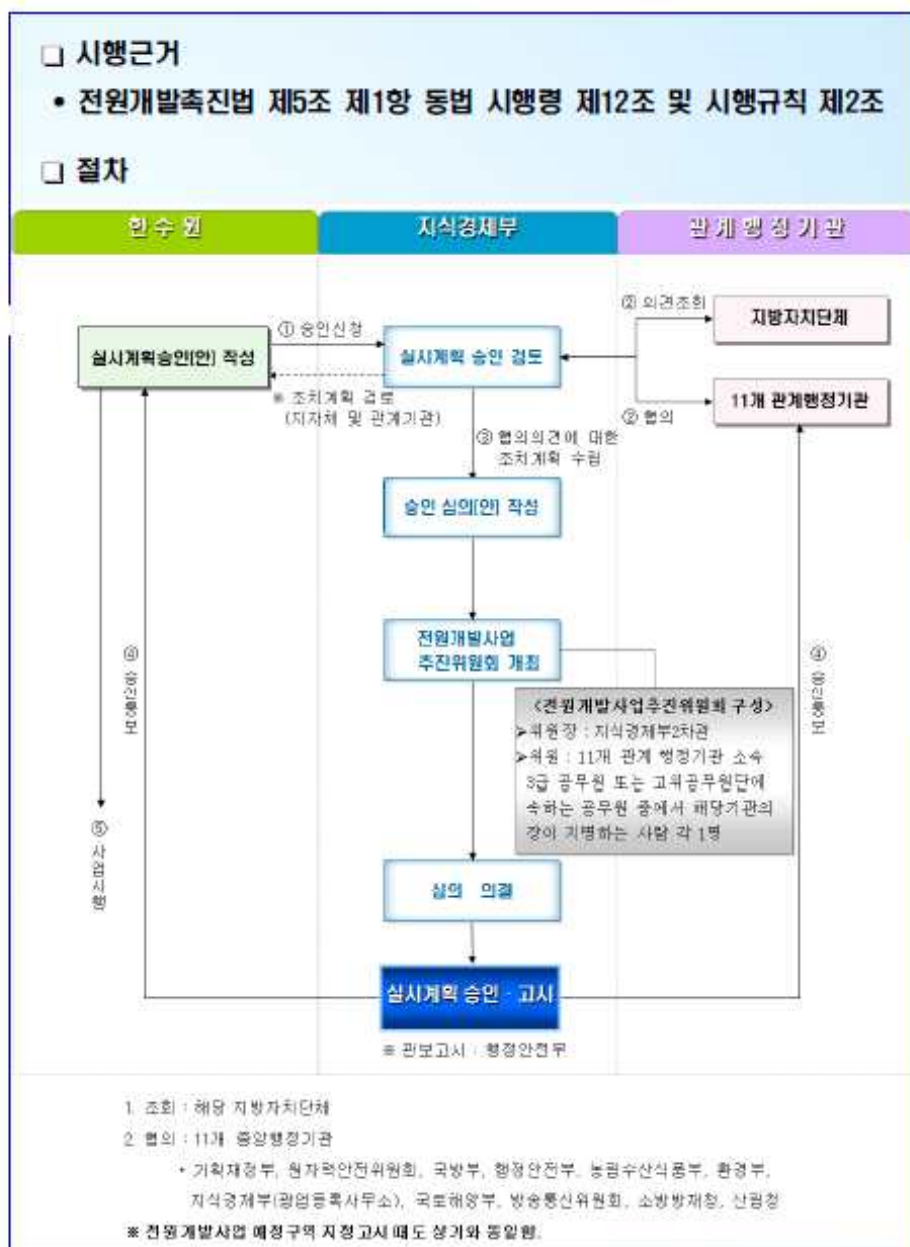 □ 시행근거
• 전원개발촉진법 제5조 제1항 동법 시행령 제12조 및 시행규칙 제2조
□ 절차
한 수 원
지식경제부
관 계 행 정 기 관
② 의견조회
지방자치단체
① 승인신청
실시계획승인(안) 작성
실시계획 승인 검토
11개 관계행정기관
※ 조치계획 검토
(지자체 및 관계기관)
② 협의
③ 협의의견에 대한
조치계획 수립
승인 심의(안) 작성
전원개발사업
추진위원회 개최
④ 승인통보
④ 승인통보
<전원개발사업추진위원회 구성>
➢위원장 : 지식경제부2차관
➢위원 : 11개 관계 행정기관 소속
3급 공무원 또는 고위공무원단에
속하는 공무원 중에서 해당기관의
장이 지명하는 사람 각 1명
⑤ 사업시행
심의 의결
실시계획 승인 · 고시
※ 관보고시 : 행정안전부
1. 조회 : 해당 지방자치단체
2. 협의 : 11개 중앙행정기관
* 기획재정부, 원자력안전위원회, 국방부, 행정안전부, 농림수산식품부, 환경부,
지식경제부(광업등록사무소), 국토해양부, 방송통신위원회, 소방방재청, 산림청
※ 전원개발사업 예정구역 지정고시 때도 상기와 동일함.